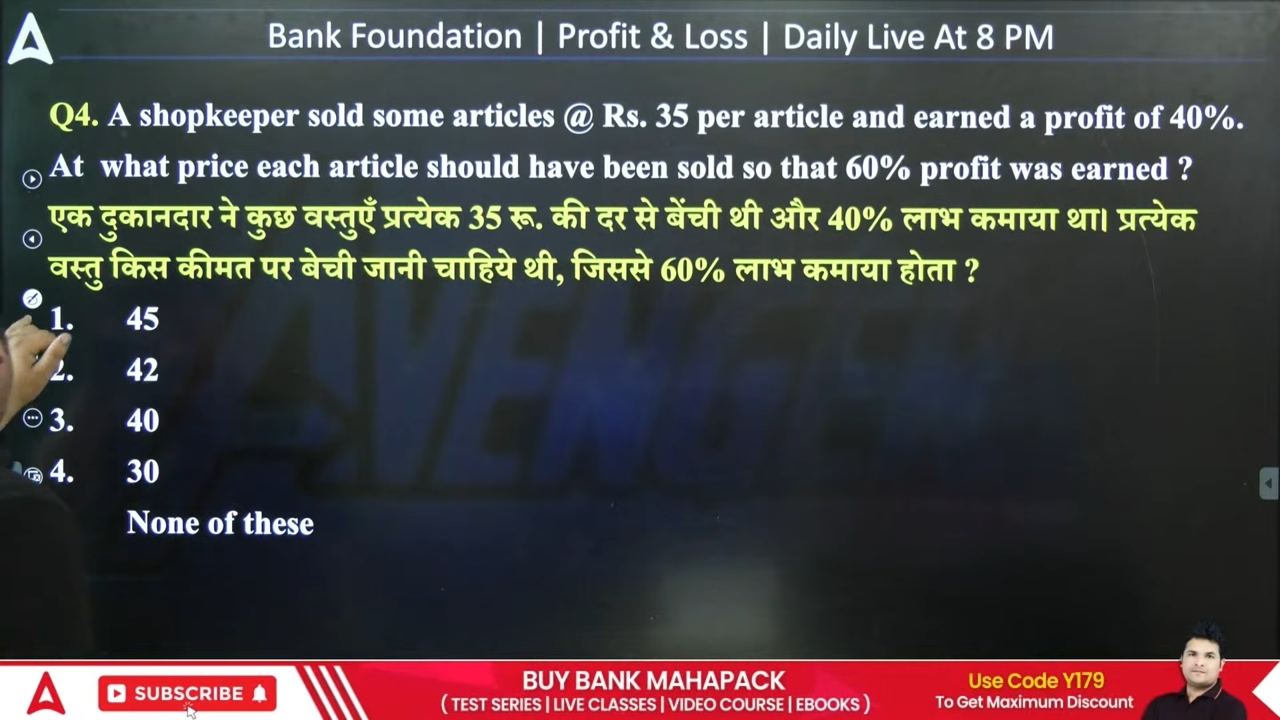 Bank Foundation | Profit & Loss | Daily Live At 8 PM
Q4. A shopkeeper sold some articles @ Rs. 35 per article and earned a profit of 40%.
At what price each article should have been sold so that 60% profit was earned ?
एक दुकानदार ने कुछ वस्तुएँ प्रत्येक 35 रू. की दर से बेंची थी और 40% लाभ कमाया था। प्रत्येक
वस्तु किस कीमत पर बेची जानी चाहिये थी, जिससे 60% लाभ कमाया होता ?
1. 45
2. 42
3. 40
4. 30
None of these
AVENGER
SUBSCRIBE
BUY BANK MAHAPACK
( TEST SERIES | LIVE CLASSES | VIDEO COURSE | EBOOKS )
Use Code Y179
To Get Maximum Discount